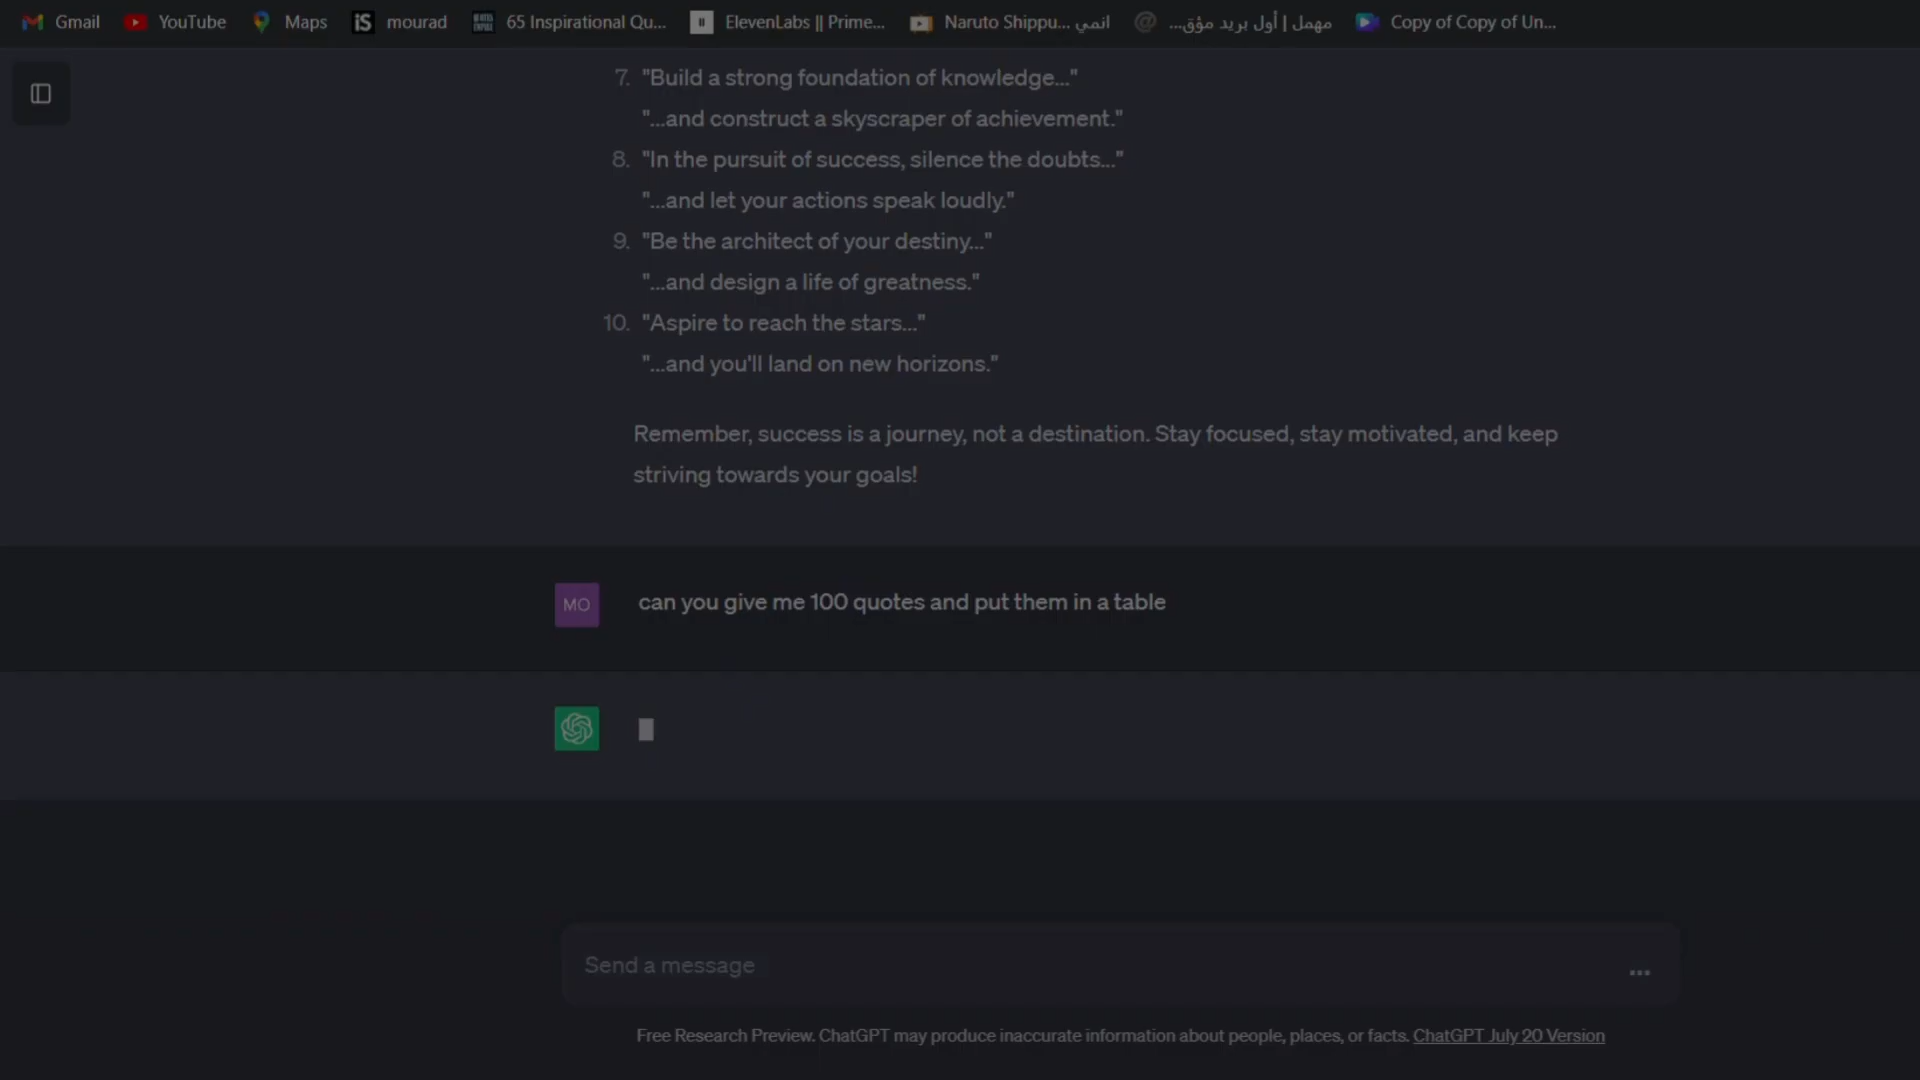 Gmail YouTube Maps iS mourad 65 Inspirational Qu... ElevenLabs || Prime... Naruto Shippu... انمي مهمل | أول بريد مؤق... Copy of Copy of Un...
7. "Build a strong foundation of knowledge..."
"...and construct a skyscraper of achievement."
8. "In the pursuit of success, silence the doubts..."
"...and let your actions speak loudly."
9. "Be the architect of your destiny..."
"...and design a life of greatness."
10. "Aspire to reach the stars..."
"...and you'll land on new horizons."
Remember, success is a journey, not a destination. Stay focused, stay motivated, and keep
striving towards your goals!
MO can you give me 100 quotes and put them in a table
Send a message
Free Research Preview. ChatGPT may produce inaccurate information about people, places, or facts. ChatGPT July 20 Version